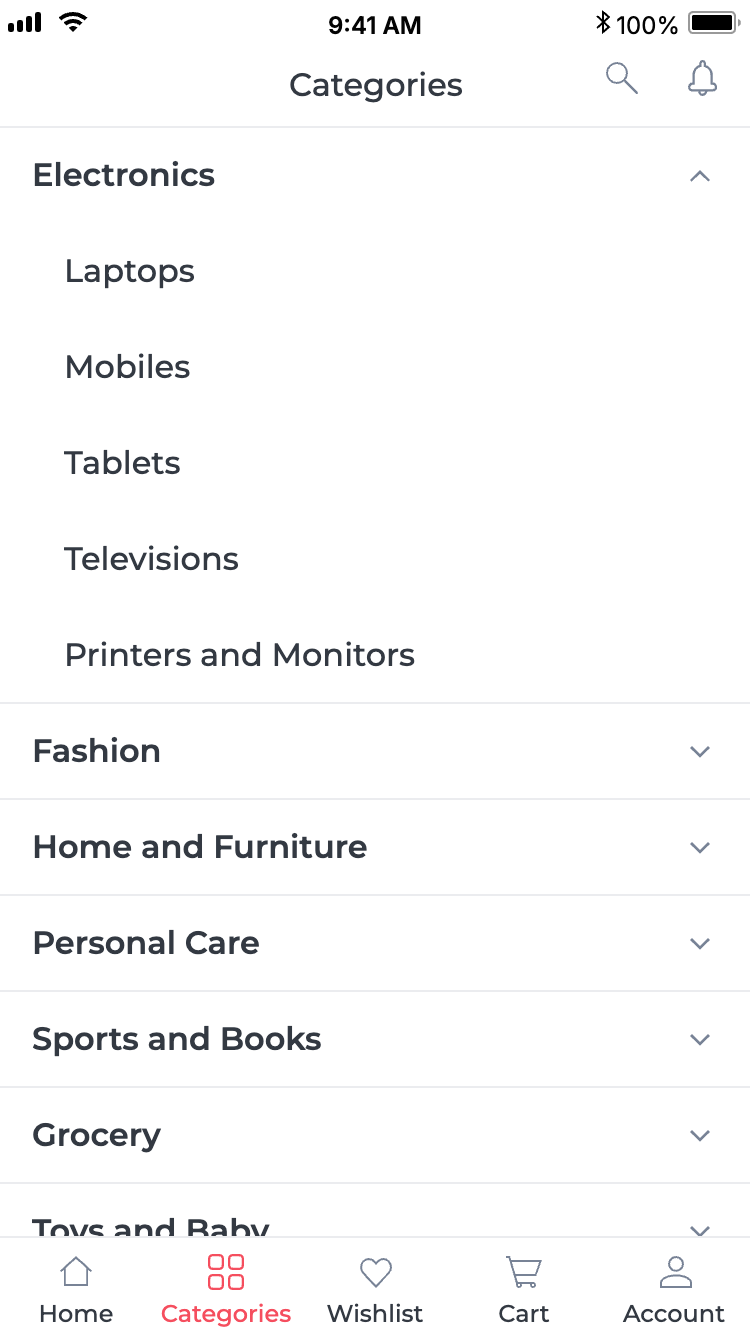 9:41 AM
100%
Categories
Electronics
Laptops
Mobiles
Tablets
Televisions
Printers and Monitors
Fashion
Home and Furniture
Personal Care
Sports and Books
Grocery
Toys and Baby
Home
Categories
Wishlist
Cart
Account